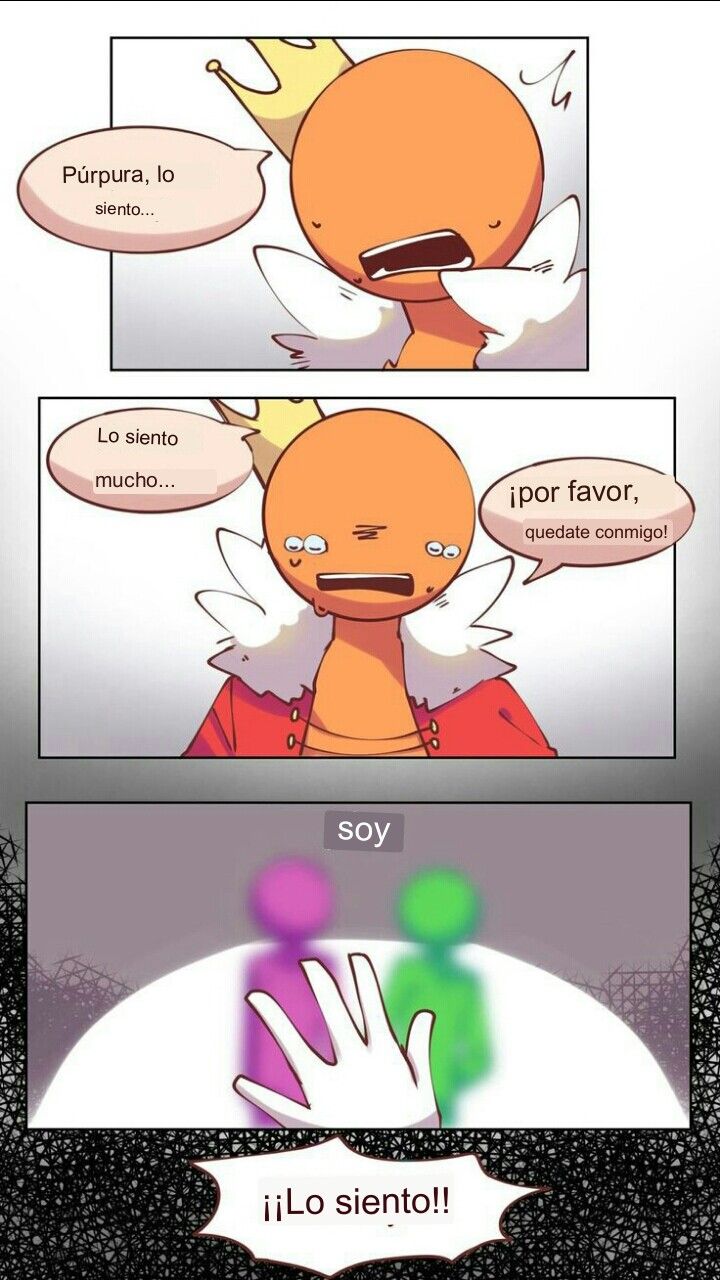 Púrpura, lo
siento...
Lo siento
mucho...
¡por favor,
quedate conmigo!
soy
¡¡Lo siento!!